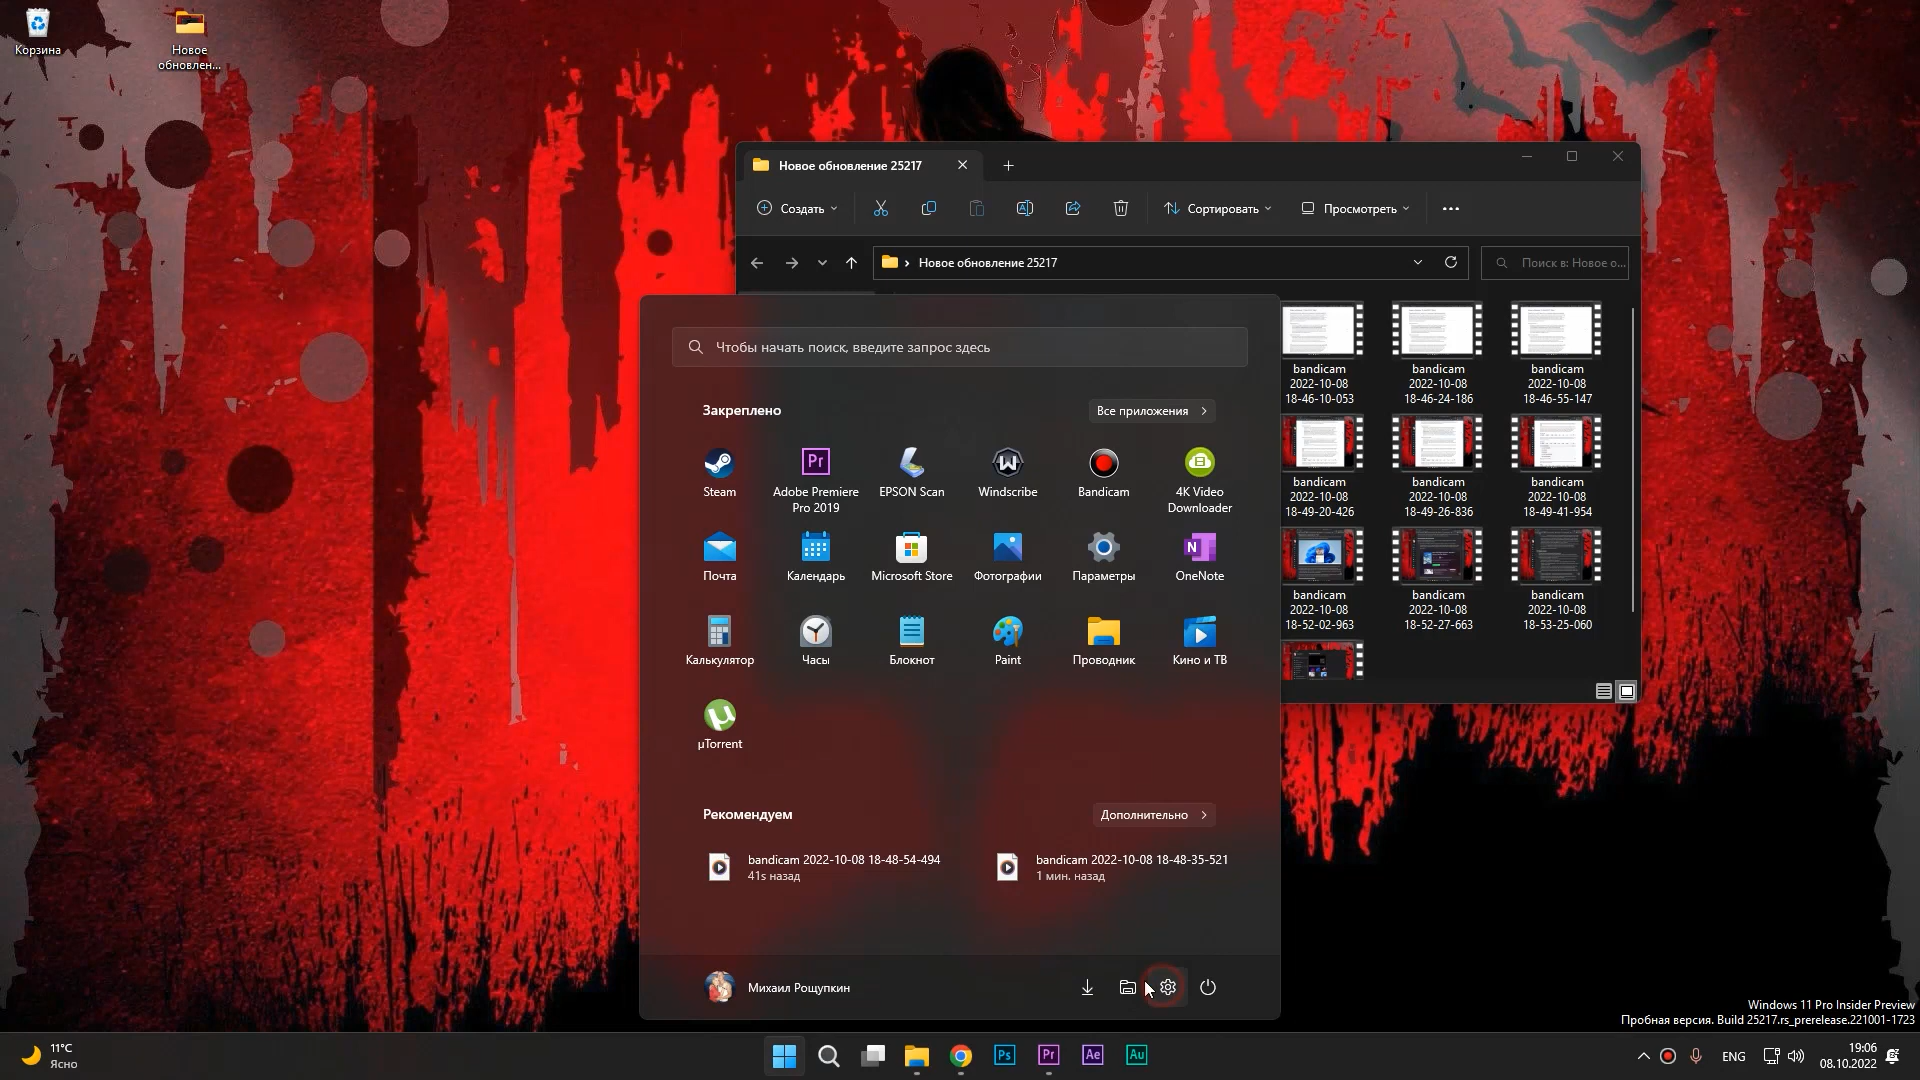 Корзина
Новое
обновлен...
Новое обновление 25217
Создать
Сортировать
Просмотреть
Новое обновление 25217
Поиск в: Новое о...
Чтобы начать поиск, введите запрос здесь
Закреплено
Все приложения
Steam
Adobe Premiere
Pro 2019
EPSON Scan
Windscribe
Bandicam
4K Video
Downloader
Почта
Календарь
Microsoft Store
Фотографии
Параметры
OneNote
Калькулятор
Часы
Блокнот
Paint
Проводник
Кино и ТВ
µTorrent
Рекомендуем
Дополнительно
bandicam 2022-10-08 18-48-54-494
41s назад
bandicam 2022-10-08 18-48-35-521
1 мин. назад
Михаил Рощупкин
bandicam
2022-10-08
18-46-10-053
bandicam
2022-10-08
18-46-24-186
bandicam
2022-10-08
18-46-55-147
bandicam
2022-10-08
18-49-20-426
bandicam
2022-10-08
18-49-26-836
bandicam
2022-10-08
18-49-41-954
bandicam
2022-10-08
18-52-02-963
bandicam
2022-10-08
18-52-27-663
bandicam
2022-10-08
18-53-25-060
Windows 11 Pro Insider Preview
Пробная версия. Build 25217.rs_prerelease.221001-1723
11°C
Ясно
Ps
Pr
Ae
Au
ENG
19:06
08.10.2022